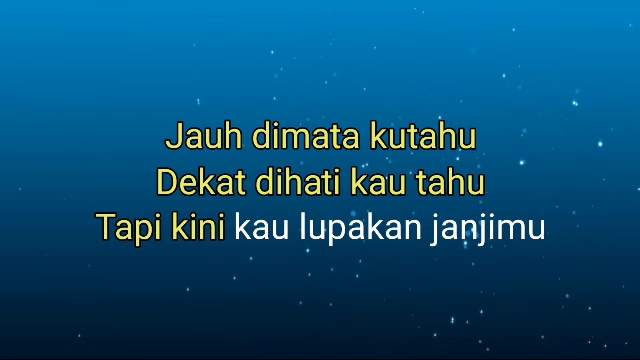 Jauh dimata kutahu
Dekat dihati kau tahu
Tapi kini kau lupakan janjimu